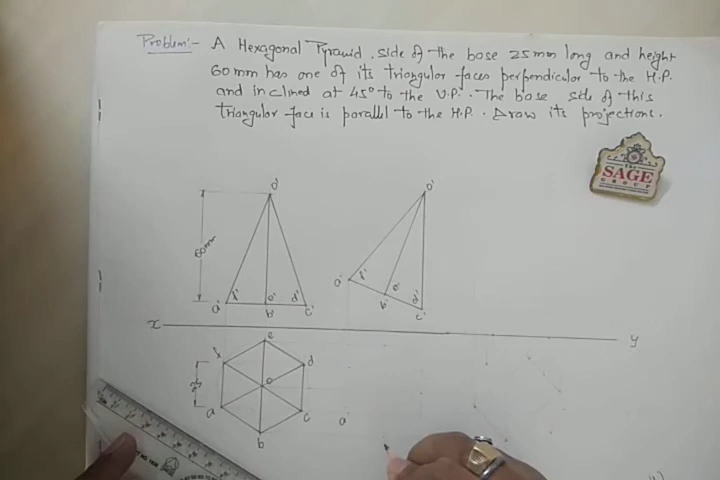 Problem:- A Hexagonal Pyramid, side of the base 25mm long and height
60mm has one of its triangular faces perpendicular to the H.P.
and inclined at 45° to the V.P. The base side of this
triangular face is parallel to the H.P. Draw its projections.
The
SAGE
GROUP
o'
o'
60mm
a' f' e' d'
b' c'
a' f' e' d'
b' c'
x y
e
f d
o
25
a c
b
a